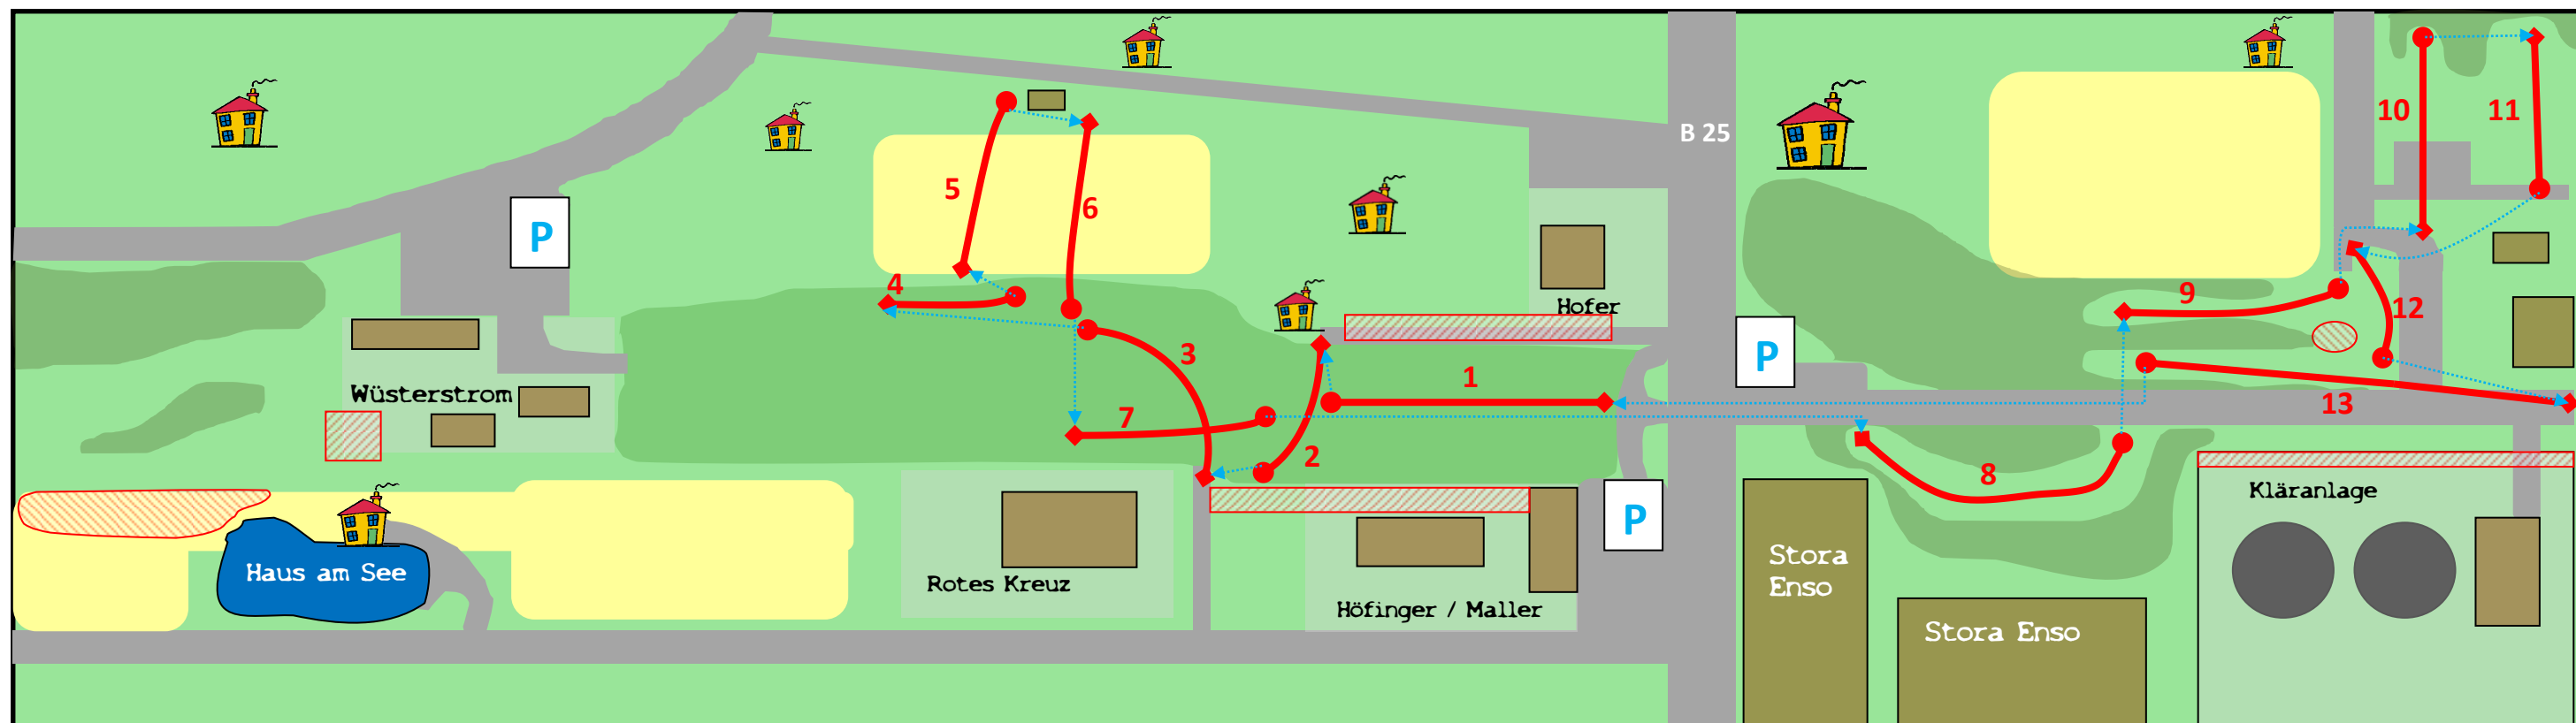 10
11
B 25
5
6
P
4
9
Hofer
12
3
P
1
Wüsterstrom
13
7
2
8
Kläranlage
P
Stora
Enso
Haus am See
Rotes Kreuz
Höfinger / Maller
Stora Enso